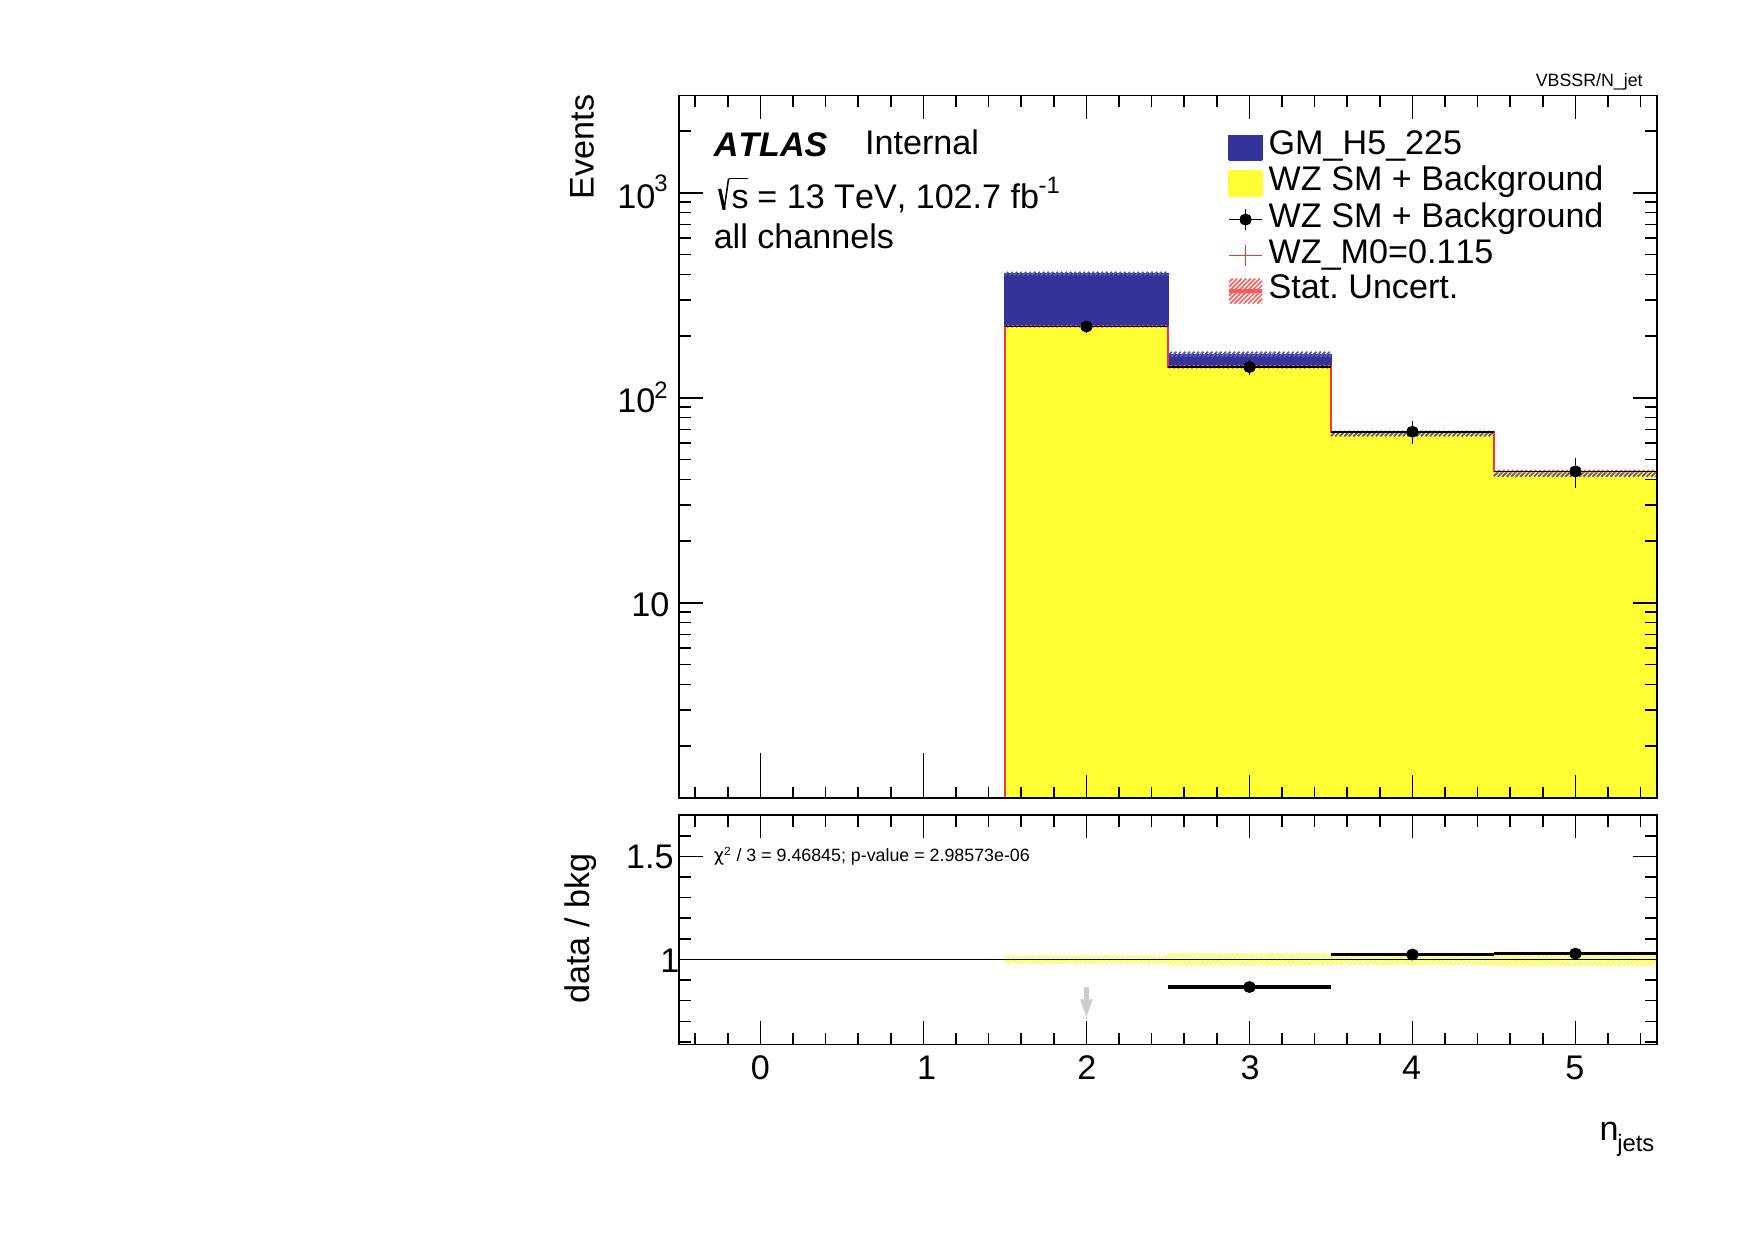 VBSSR/N_jet
Events
ATLAS Internal
√s = 13 TeV, 102.7 fb⁻¹
all channels
GM_H5_225
WZ SM + Background
WZ SM + Background
WZ_M0=0.115
Stat. Uncert.
10³
10²
10
data / bkg
1.5
1
χ² / 3 = 9.46845; p-value = 2.98573e-06
0 1 2 3 4 5
n_jets